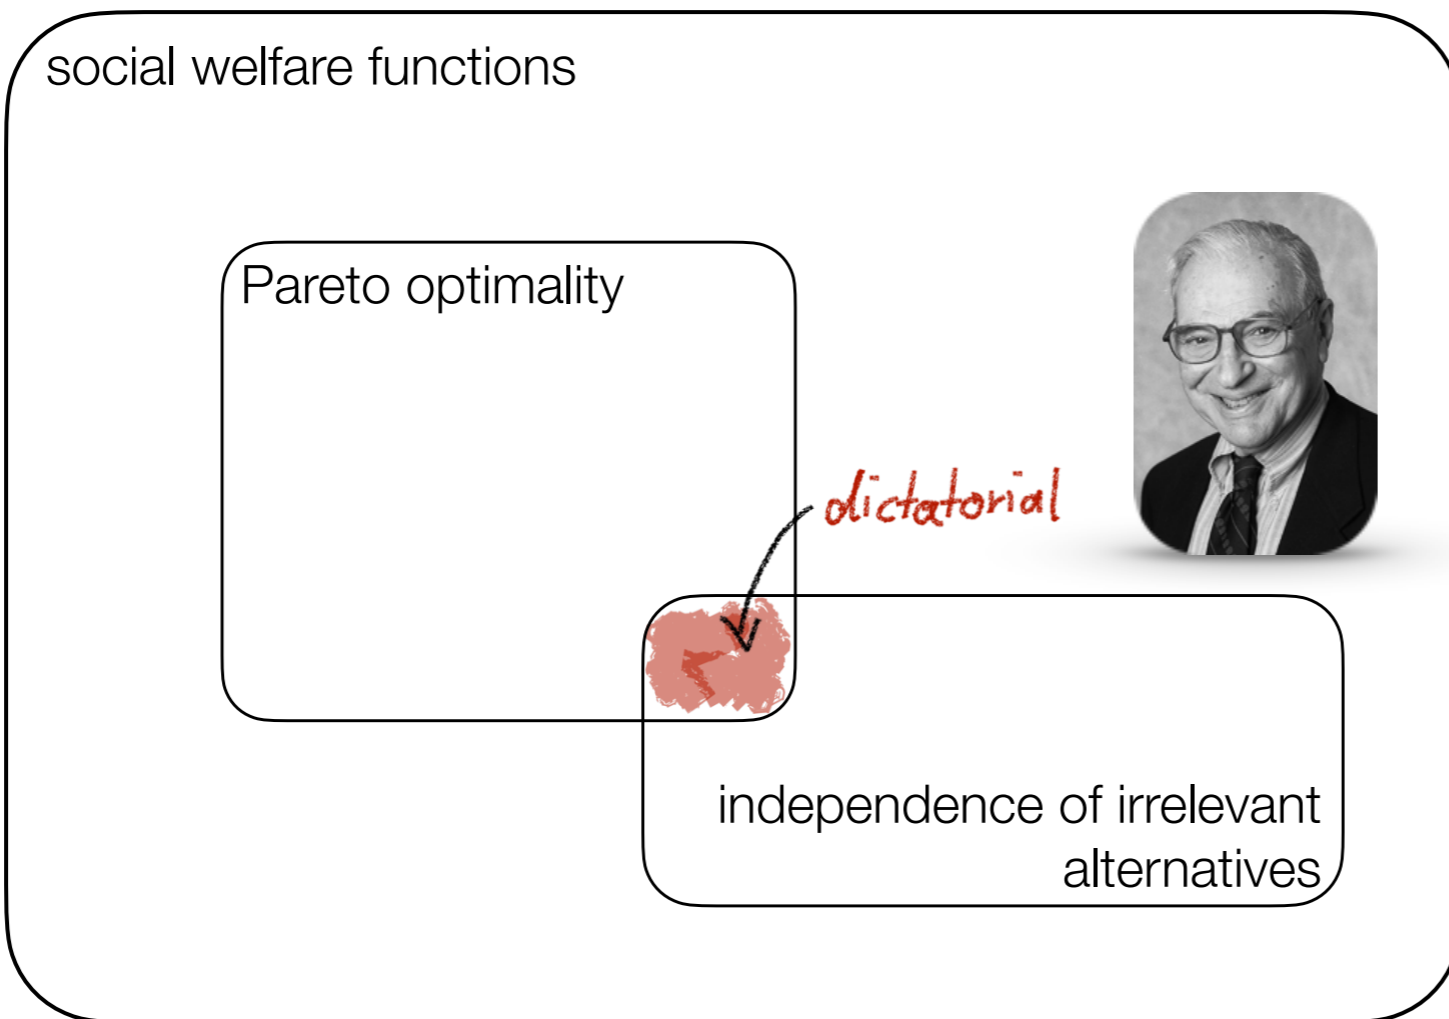 social welfare functions
Pareto optimality
dictatorial
independence of irrelevant
alternatives